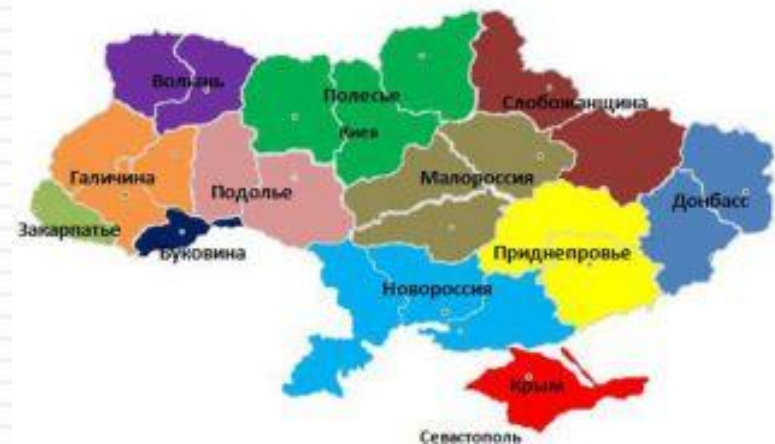 Волынь
Полесье
Слобожанщина
Киев
Галичина
Подолье
Малороссия
Донбасс
Закарпатье
Буковина
Приднепровье
Новороссия
Крым
Севастополь